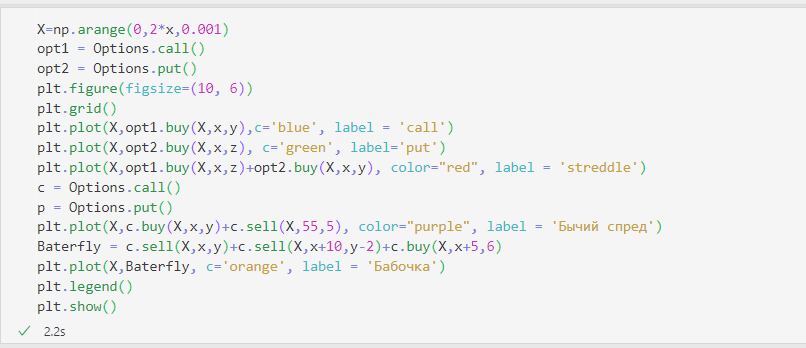 X=np.arange(0,2*x,0.001)
opt1 = Options.call()
opt2 = Options.put()
plt.figure(figsize=(10, 6))
plt.grid()
plt.plot(X,opt1.buy(X,x,y),c='blue', label = 'call')
plt.plot(X,opt2.buy(X,x,z), c='green', label='put')
plt.plot(X,opt1.buy(X,x,z)+opt2.buy(X,x,y), color="red", label = 'streddle')
c = Options.call()
p = Options.put()
plt.plot(X,c.buy(X,x,y)+c.sell(X,55,5), color="purple", label = 'Бычий спред')
Baterfly = c.sell(X,x,y)+c.sell(X,x+10,y-2)+c.buy(X,x+5,6)
plt.plot(X,Baterfly, c='orange', label = 'Бабочка')
plt.legend()
plt.show()
2.2s